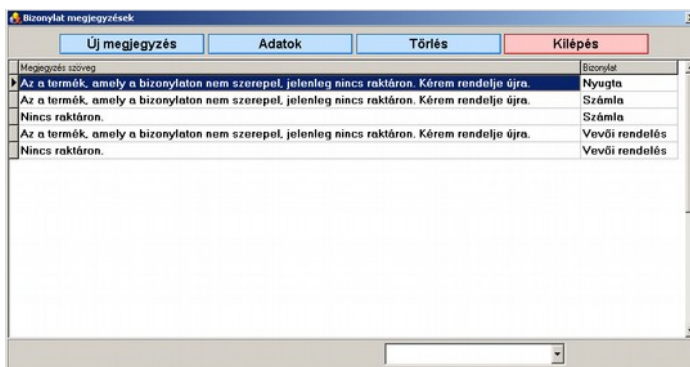 Bizonylat megjegyzések
Új megjegyzés Adatok Törlés Kilépés
Megjegyzés szöveg Bizonylat
Az a termék, amely a bizonylaton nem szerepel, jelenleg nincs raktáron. Kérem rendelje újra. Nyugta
Az a termék, amely a bizonylaton nem szerepel, jelenleg nincs raktáron. Kérem rendelje újra. Számla
Nincs raktáron. Számla
Az a termék, amely a bizonylaton nem szerepel, jelenleg nincs raktáron. Kérem rendelje újra. Vevői rendelés
Nincs raktáron. Vevői rendelés